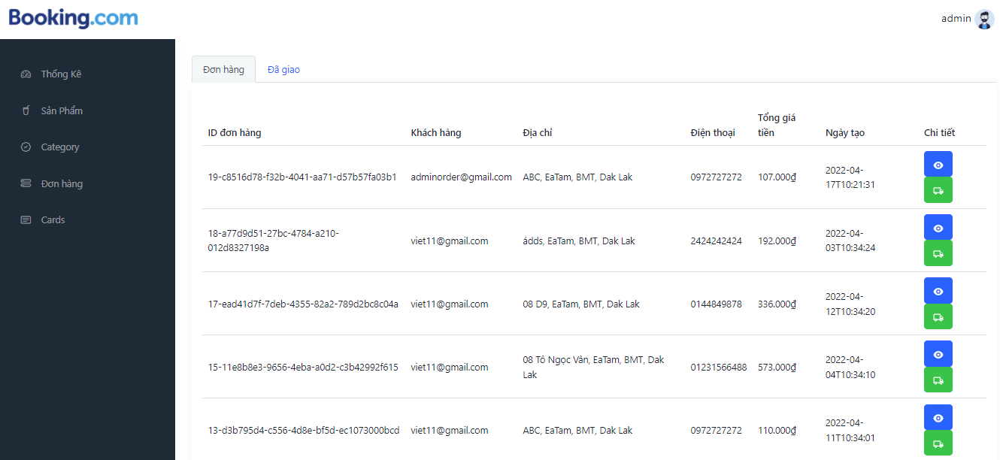 Booking.com
admin
Thống Kê
Sản Phẩm
Category
Đơn hàng
Cards
Đơn hàng Đã giao
ID đơn hàng Khách hàng Địa chỉ Điện thoại Tổng giá tiền Ngày tạo Chi tiết
19-c8516d78-f32b-4041-aa71-d57b57fa03b1 adminorder@gmail.com ABC, EaTam, BMT, Dak Lak 0972727272 107.000₫ 2022-04-
17T10:21:31
18-a77d9d51-27bc-4784-a210-
012d8327198a viet11@gmail.com ádds, EaTam, BMT, Dak Lak 2424242424 192.000₫ 2022-04-
03T10:34:24
17-ead41d7f-7deb-4355-82a2-789d2bc8c04a viet11@gmail.com 08 D9, EaTam, BMT, Dak Lak 0144849878 336.000₫ 2022-04-
12T10:34:20
15-11e8b8e3-9656-4eba-a0d2-c3b42992f615 viet11@gmail.com 08 Tô Ngọc Vân, EaTam, BMT, Dak
Lak 01231566488 573.000₫ 2022-04-
04T10:34:10
13-d3b795d4-c556-4d8e-bf5d-ec1073000bcd viet11@gmail.com ABC, EaTam, BMT, Dak Lak 0972727272 110.000₫ 2022-04-
11T10:34:01